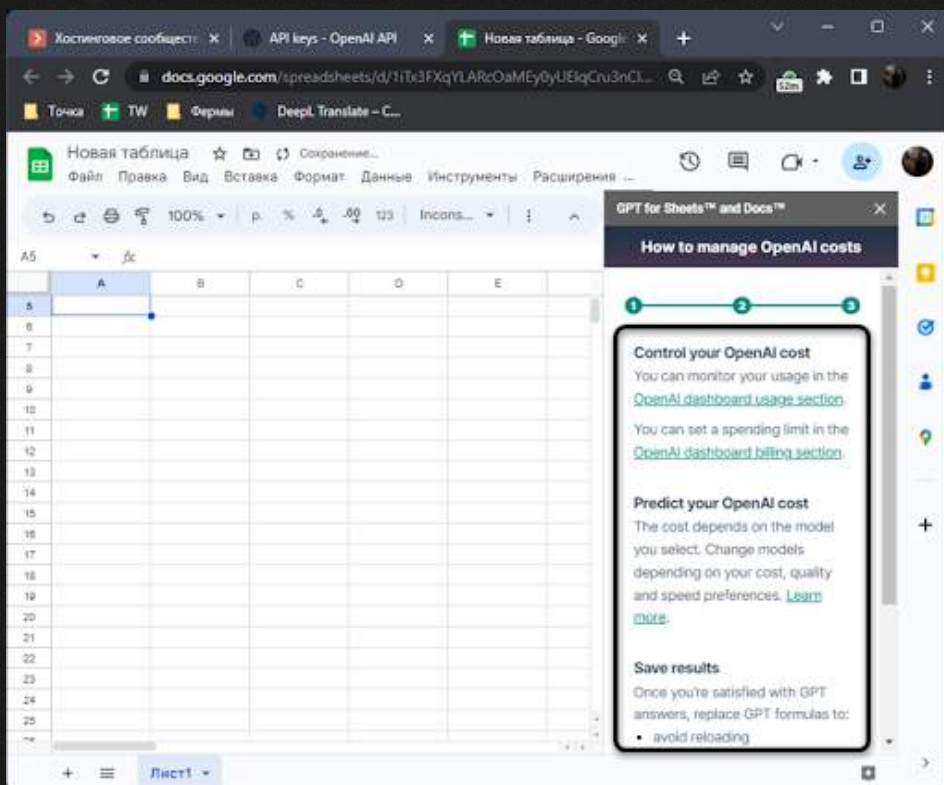 Хостинговое сообщест
API keys - OpenAI API
Новая таблица - Googl
docs.google.com/spreadsheets/d/
52m
Точка
TW
Фермы
DeepL Translate – C...
Новая таблица
Сохранение...
Файл Правка Вид Вставка Формат Данные Инструменты Расширения ...
100% р. % .0 .00 123 Incons...
A5 fx
A B C D E
5
6
7
8
9
10
11
12
13
14
15
16
17
18
19
20
21
22
23
24
25
Лист1
GPT for Sheets™ and Docs™
How to manage OpenAI costs
1 2 3
Control your OpenAI cost
You can monitor your usage in the
OpenAI dashboard usage section.
You can set a spending limit in the
OpenAI dashboard billing section.
Predict your OpenAI cost
The cost depends on the model
you select. Change models
depending on your cost, quality
and speed preferences. Learn
more.
Save results
Once you're satisfied with GPT
answers, replace GPT formulas to:
• avoid reloading